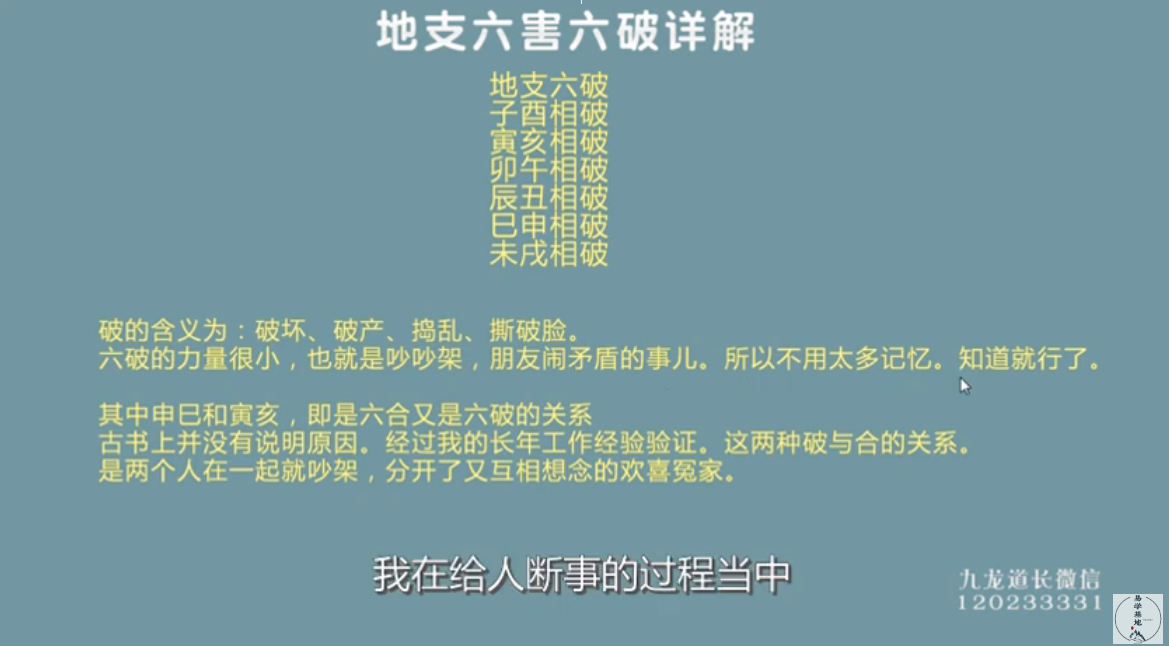 地支六害六破详解
地支六破
子酉相破
寅亥相破
卯午相破
辰丑相破
巳申相破
未戌相破
破的含义为：破坏、破产、捣乱、撕破脸。
六破的力量很小，也就是吵吵架，朋友闹矛盾的事儿。所以不用太多记忆。知道就行了。
其中申巳和寅亥，即是六合又是六破的关系
古书上并没有说明原因。经过我的长年工作经验验证。这两种破与合的关系。
是两个人在一起就吵架，分开了又互相想念的欢喜冤家。
我在给人断事的过程当中
九龙道长微信
120233331
易学基地